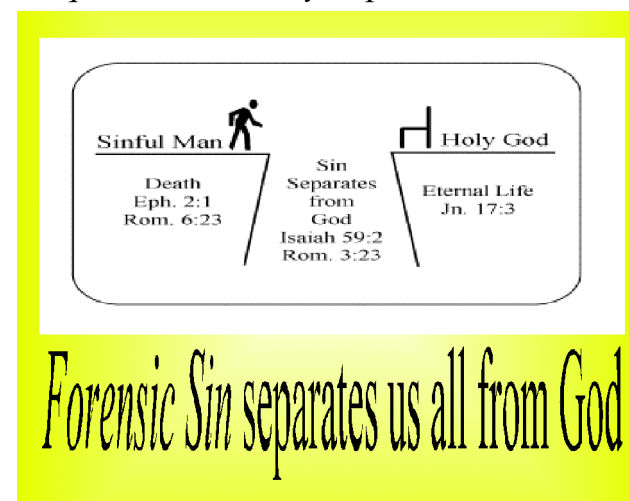 Sinful Man
Holy God
Death
Eph. 2:1
Rom. 6:23
Sin
Separates
from
God
Isaiah 59:2
Rom. 3:23
Eternal Life
Jn. 17:3
Forensic Sin separates us all from God